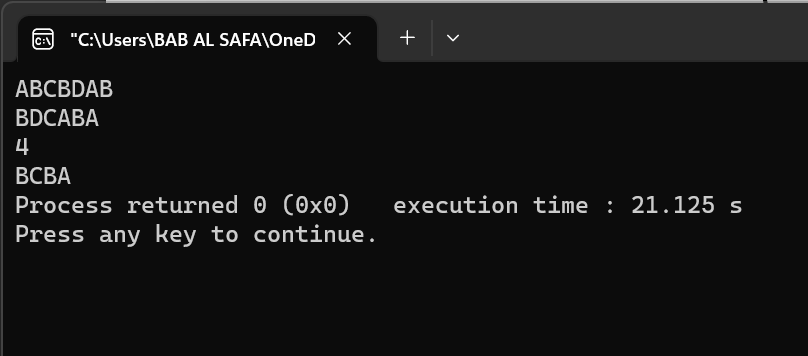 "C:\Users\BAB AL SAFA\OneD
ABCBDAB
BDCABA
4
BCBA
Process returned 0 (0x0)   execution time : 21.125 s
Press any key to continue.